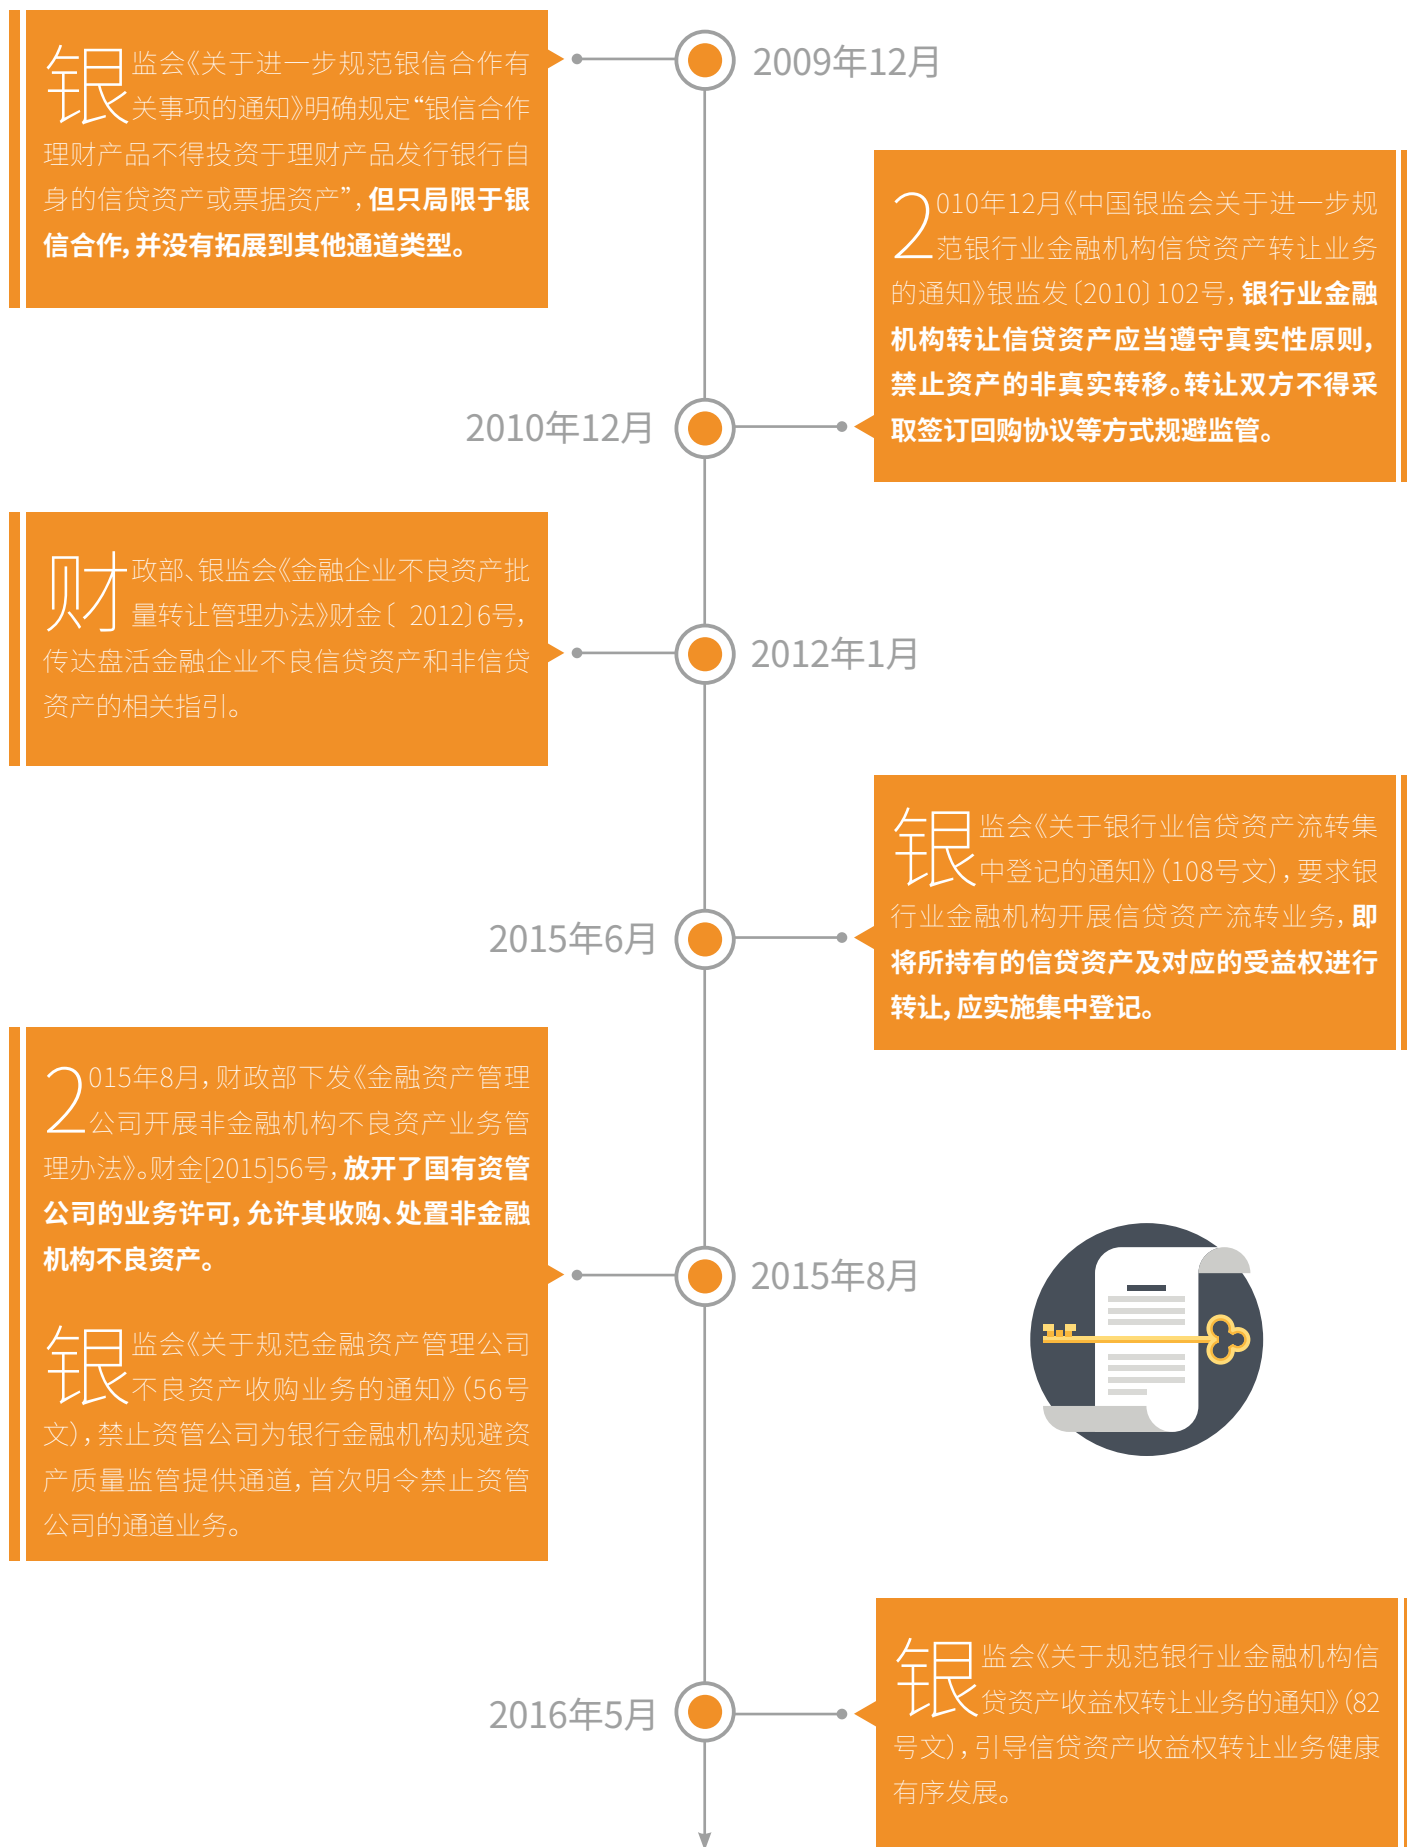 2009年12月
银监会《关于进一步规范银信合作有
关事项的通知》明确规定“银信合作
理财产品不得投资于理财产品发行银行自
身的信贷资产或票据资产”，但只局限于银
信合作，并没有拓展到其他通道类型。
2010年12月
2010年12月《中国银监会关于进一步规
范银行业金融机构信贷资产转让业务
的通知》银监发〔2010〕102号，银行业金融
机构转让信贷资产应当遵守真实性原则，
禁止资产的非真实转移。转让双方不得采
取签订回购协议等方式规避监管。
2012年1月
财政部、银监会《金融企业不良资产批
量转让管理办法》财金〔 2012〕6号，
传达盘活金融企业不良信贷资产和非信贷
资产的相关指引。
2015年6月
银监会《关于银行业信贷资产流转集
中登记的通知》（108号文），要求银
行业金融机构开展信贷资产流转业务，即
将所持有的信贷资产及对应的受益权进行
转让，应实施集中登记。
2015年8月
2015年8月，财政部下发《金融资产管理
公司开展非金融机构不良资产业务管
理办法》。财金[2015]56号，放开了国有资管
公司的业务许可，允许其收购、处置非金融
机构不良资产。
银监会《关于规范金融资产管理公司
不良资产收购业务的通知》（56号
文），禁止资管公司为银行金融机构规避资
产质量监管提供通道，首次明令禁止资管
公司的通道业务。
2016年5月
银监会《关于规范银行业金融机构信
贷资产收益权转让业务的通知》（82
号文），引导信贷资产收益权转让业务健康
有序发展。